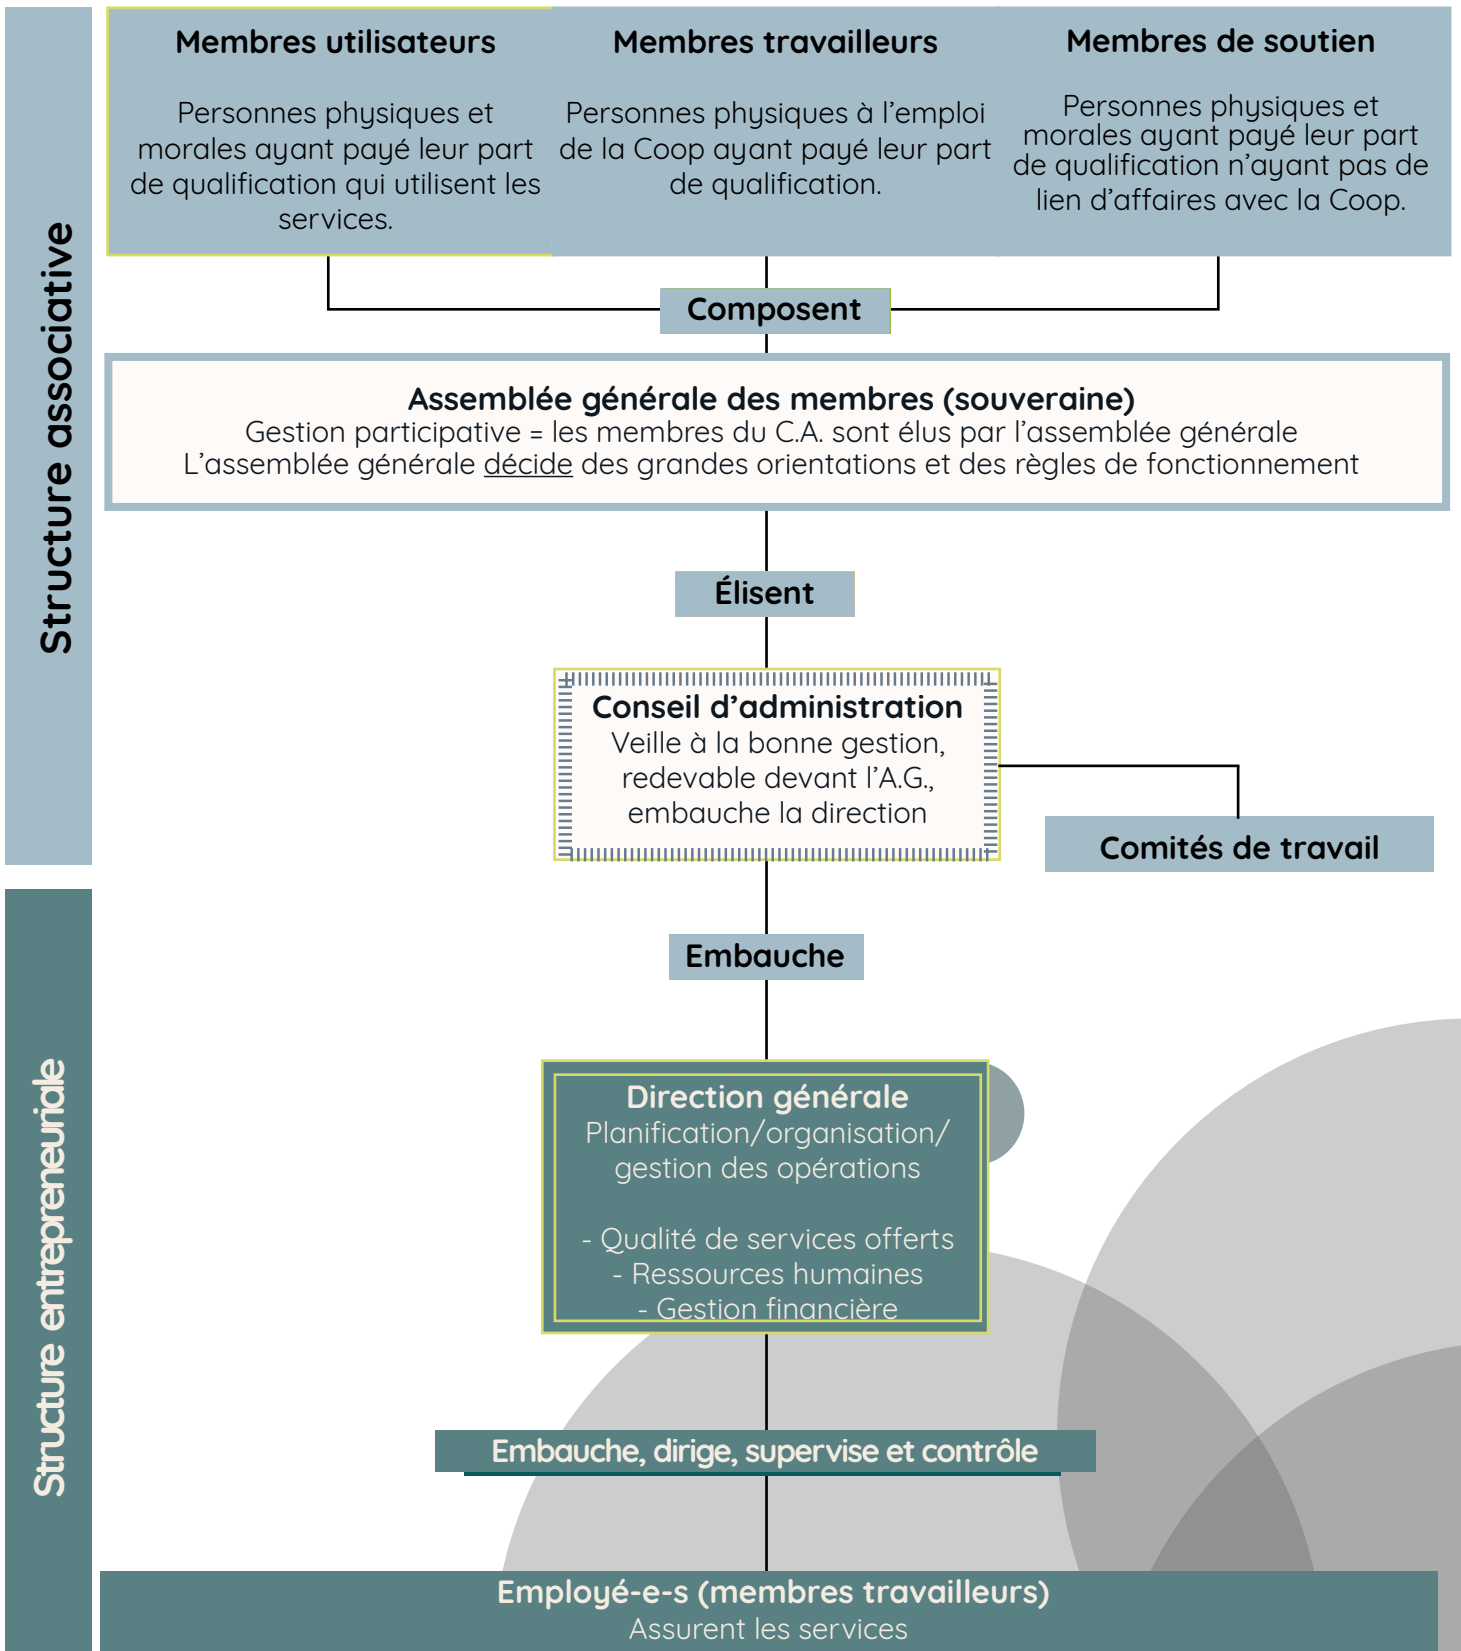 Structure associative
Membres utilisateurs
Personnes physiques et
morales ayant payé leur part
de qualification qui utilisent les
services.
Membres travailleurs
Personnes physiques à l’emploi
de la Coop ayant payé leur part
de qualification.
Membres de soutien
Personnes physiques et
morales ayant payé leur part
de qualification n’ayant pas de
lien d’affaires avec la Coop.
Composent
Assemblée générale des membres (souveraine)
Gestion participative = les membres du C.A. sont élus par l’assemblée générale
L’assemblée générale décide des grandes orientations et des règles de fonctionnement
Élisent
Conseil d’administration
Veille à la bonne gestion,
redevable devant l’A.G.,
embauche la direction
Comités de travail
Structure entrepreneuriale
Embauche
Direction générale
Planification/organisation/
gestion des opérations
- Qualité de services offerts
- Ressources humaines
- Gestion financière
Embauche, dirige, supervise et contrôle
Employé-e-s (membres travailleurs)
Assurent les services